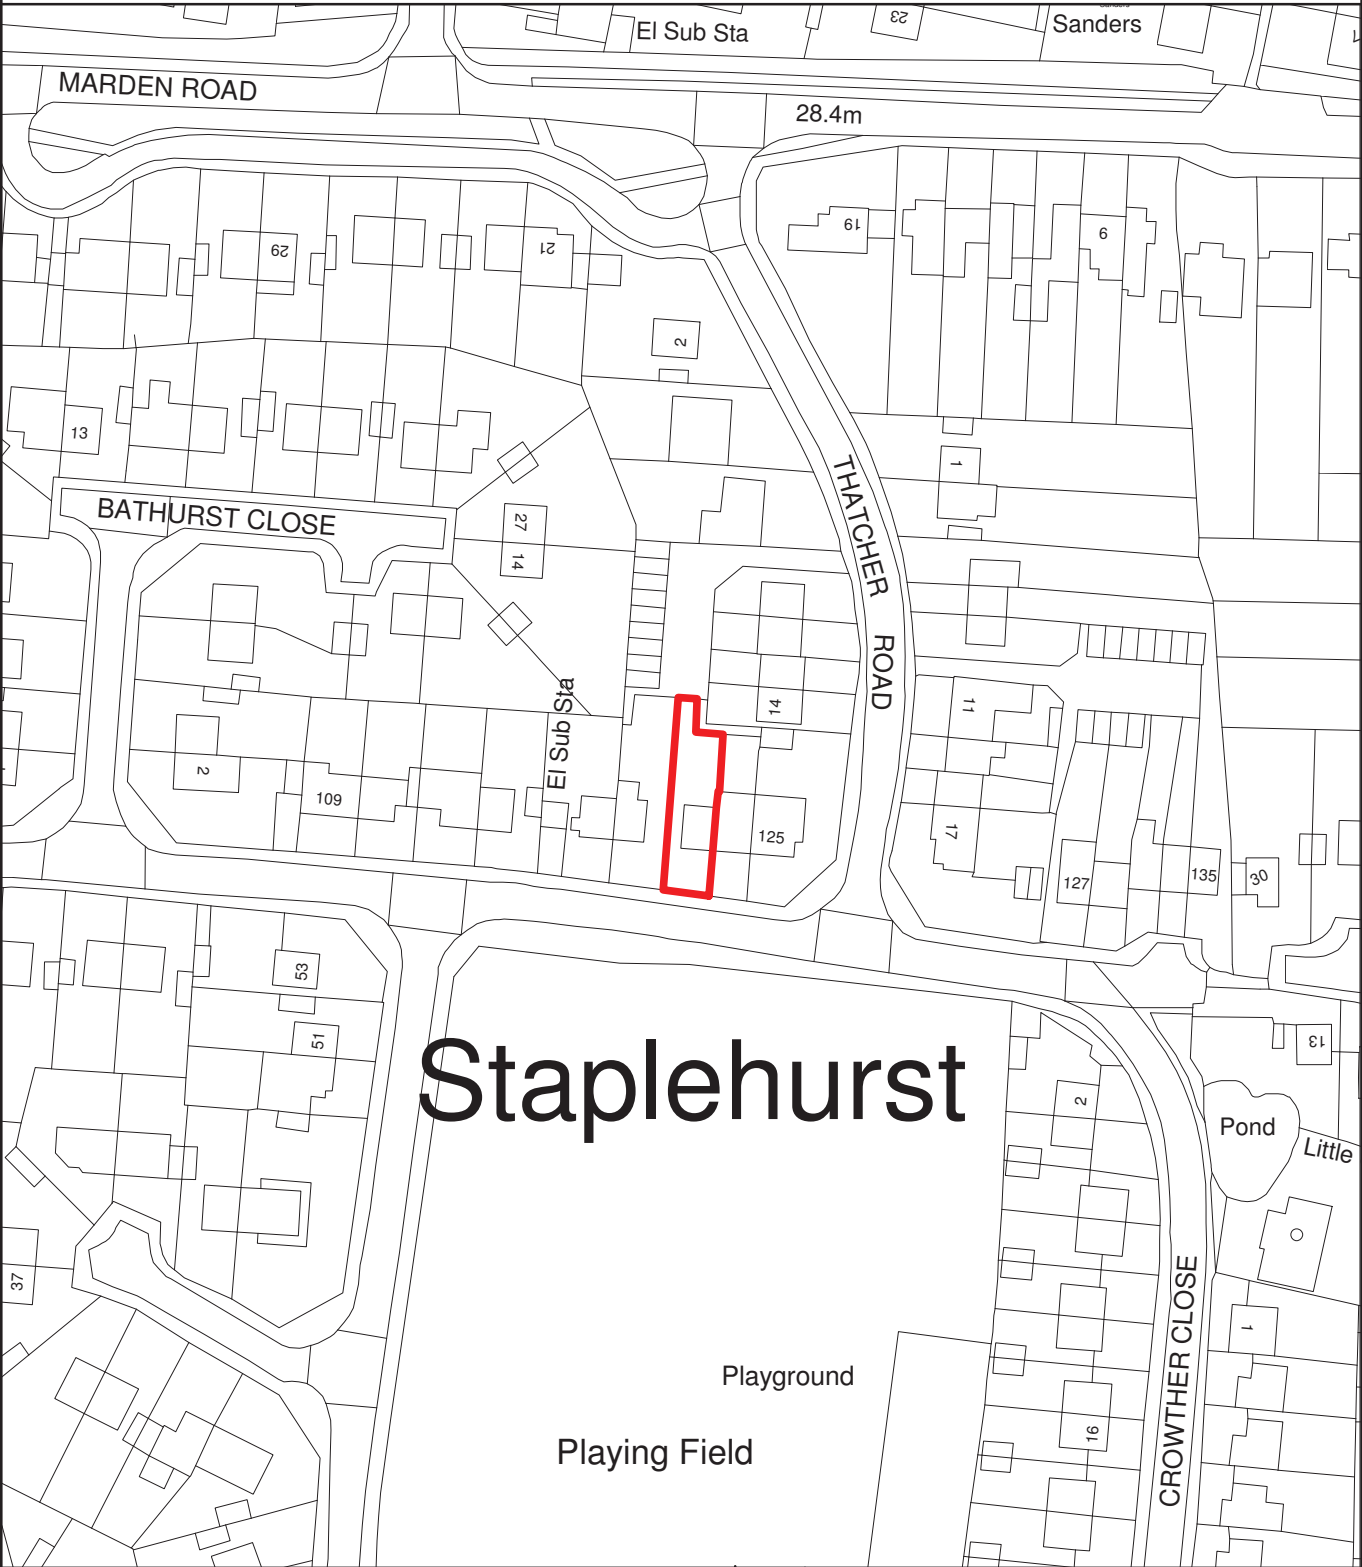 El Sub Sta
23
Sanders
MARDEN ROAD
28.4m
29
21
19
9
2
13
1
BATHURST CLOSE
27
14
THATCHER
ROAD
El Sub Sta
14
11
2
109
125
17
127
135
30
53
51
Staplehurst
13
2
Pond
Little
37
CROWTHER CLOSE
1
Playground
16
Playing Field